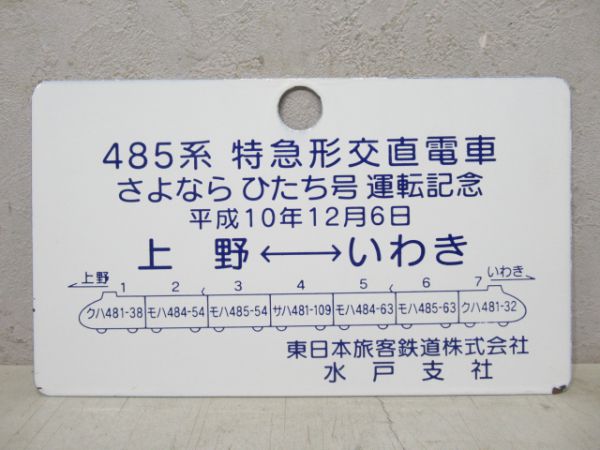 485系 特急形交直電車
さよなら ひたち号 運転記念
平成10年12月6日
上 野 ←→ いわき
上野 1 2 3 4 5 6 7 いわき
クハ481-38 モハ484-54 モハ485-54 サハ481-109 モハ484-63 モハ485-63 クハ481-32
東日本旅客鉄道株式会社
水 戸 支 社